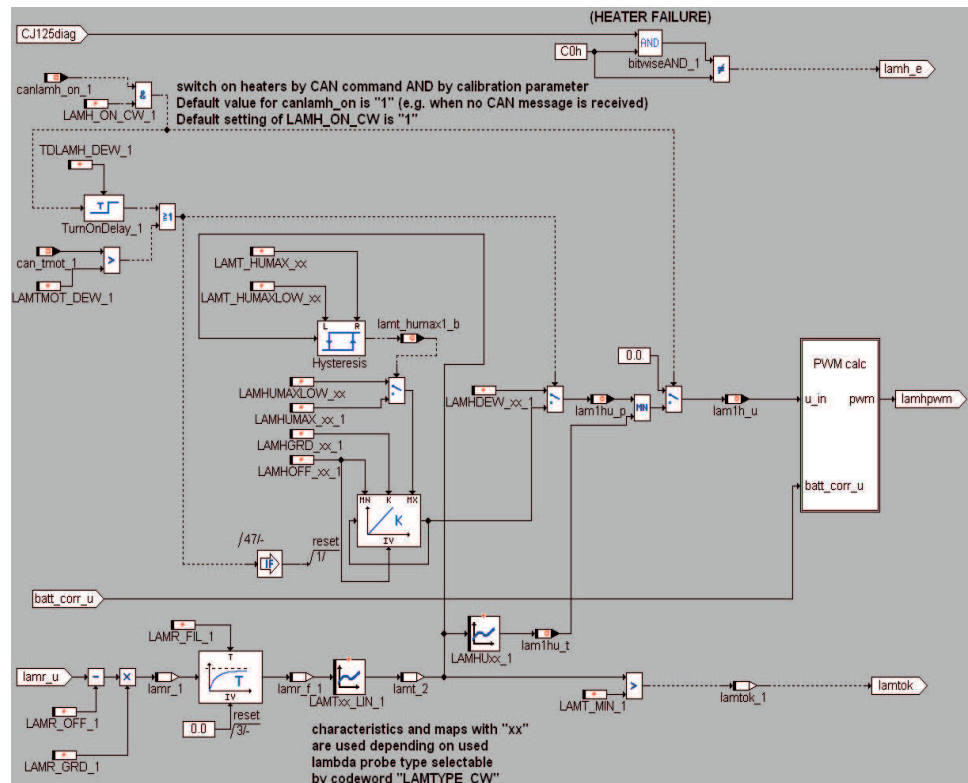 (HEATER FAILURE)
CJ125diag
AND
C0h
bitwiseAND_1
≠
lamh_e
canlamh_on_1
&
LAMH_ON_CW_1
switch on heaters by CAN command AND by calibration parameter
Default value for canlamh_on is "1" (e.g. when no CAN message is received)
Default setting of LAMH_ON_CW is "1"
TDLAMH_DEW_1
T
TurnOnDelay_1
≥1
can_tmot_1
>
LAMTMOT_DEW_1
LAMT_HUMAX_xx
LAMT_HUMAXLOW_xx
L R
Hysteresis
lamt_humax1_b
LAMHUMAXLOW_xx
LAMHUMAX_xx_1
LAMHGRD_xx_1
LAMHOFF_xx_1
MN K MX
K
IV
LAMHDEW_xx_1
lam1hu_p
MN
0.0
lam1h_u
PWM calc
u_in pwm
batt_corr_u
lamhpwm
/47/-
IF
reset
1/
batt_corr_u
LAMHUxx_1
lam1hu_t
LAMR_FIL_1
lamr_u
-
×
lamr_1
T
T
IV
lamr_f_1
LAMTxx_LIN_1
lamt_2
LAMR_OFF_1
LAMR_GRD_1
0.0
reset
/3/-
LAMT_MIN_1
>
lamtok_1
lamtok
characteristics and maps with "xx"
are used depending on used
lambda probe type selectable
by codeword "LAMTYPE_CW"